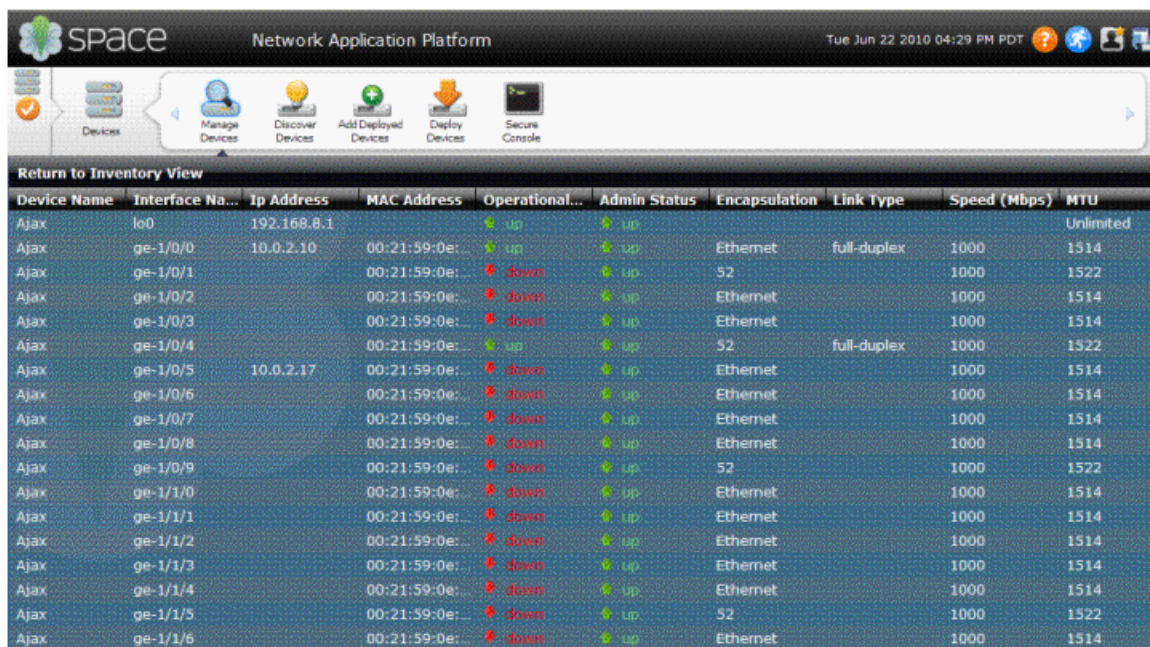 space Network Application Platform Tue Jun 22 2010 04:29 PM PDT
Devices Manage Devices Discover Devices Add Deployed Devices Deploy Devices Secure Console
Return to Inventory View
Device Name Interface Na... Ip Address MAC Address Operational... Admin Status Encapsulation Link Type Speed (Mbps) MTU
Ajax lo0 192.168.8.1 up up Unlimited
Ajax ge-1/0/0 10.0.2.10 00:21:59:0e:... up up Ethernet full-duplex 1000 1514
Ajax ge-1/0/1 00:21:59:0e:... down up 52 1000 1522
Ajax ge-1/0/2 00:21:59:0e:... down up Ethernet 1000 1514
Ajax ge-1/0/3 00:21:59:0e:... down up Ethernet 1000 1514
Ajax ge-1/0/4 00:21:59:0e:... up up 52 full-duplex 1000 1522
Ajax ge-1/0/5 10.0.2.17 00:21:59:0e:... down up Ethernet 1000 1514
Ajax ge-1/0/6 00:21:59:0e:... down up Ethernet 1000 1514
Ajax ge-1/0/7 00:21:59:0e:... down up Ethernet 1000 1514
Ajax ge-1/0/8 00:21:59:0e:... down up Ethernet 1000 1514
Ajax ge-1/0/9 00:21:59:0e:... down up 52 1000 1522
Ajax ge-1/1/0 00:21:59:0e:... down up Ethernet 1000 1514
Ajax ge-1/1/1 00:21:59:0e:... down up Ethernet 1000 1514
Ajax ge-1/1/2 00:21:59:0e:... down up Ethernet 1000 1514
Ajax ge-1/1/3 00:21:59:0e:... down up Ethernet 1000 1514
Ajax ge-1/1/4 00:21:59:0e:... down up Ethernet 1000 1514
Ajax ge-1/1/5 00:21:59:0e:... down up 52 1000 1522
Ajax ge-1/1/6 00:21:59:0e:... down up Ethernet 1000 1514